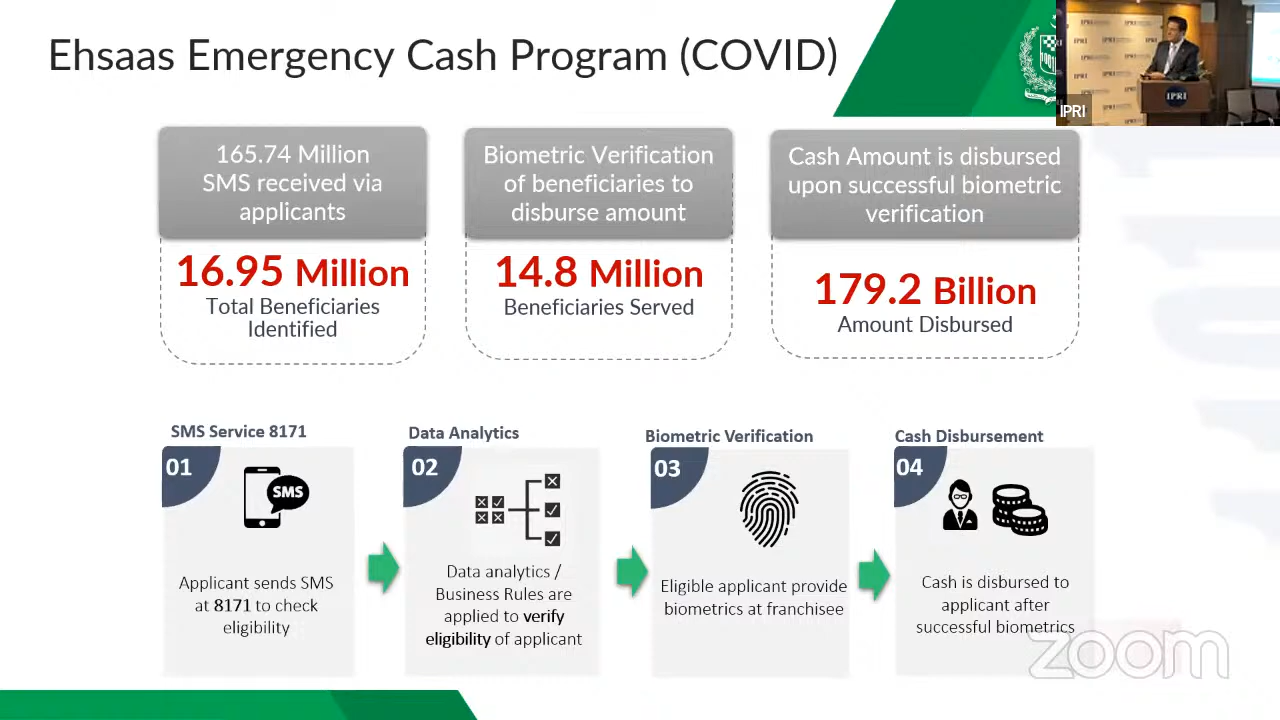 Ehsaas Emergency Cash Program (COVID)
IPRI
IPRI
165.74 Million
SMS received via
applicants
16.95 Million
Total Beneficiaries
Identified
Biometric Verification
of beneficiaries to
disburse amount
14.8 Million
Beneficiaries Served
Cash Amount is disbursed
upon successful biometric
verification
179.2 Billion
Amount Disbursed
SMS Service 8171
01
SMS
Applicant sends SMS
at 8171 to check
eligibility
Data Analytics
02
Data analytics /
Business Rules are
applied to verify
eligibility of applicant
Biometric Verification
03
Eligible applicant provide
biometrics at franchisee
Cash Disbursement
04
Cash is disbursed to
applicant after
successful biometrics
zoom